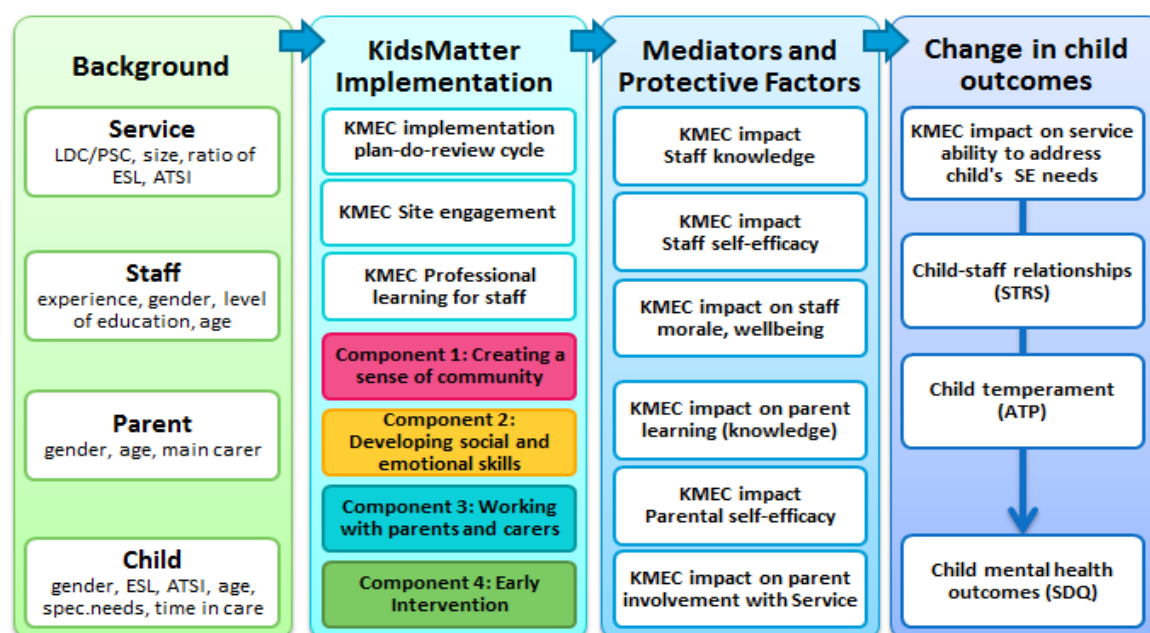 Background
Service
LDC/PSC, size, ratio of
ESL, ATSI
Staff
experience, gender, level
of education, age
Parent
gender, age, main carer
Child
gender, ESL, ATSI, age,
spec.needs, time in care
KidsMatter
Implementation
KMEC implementation
plan-do-review cycle
KMEC Site engagement
KMEC Professional
learning for staff
Component 1: Creating a
sense of community
Component 2:
Developing social and
emotional skills
Component 3: Working
with parents and carers
Component 4: Early
Intervention
Mediators and
Protective Factors
KMEC impact
Staff knowledge
KMEC impact
Staff self-efficacy
KMEC impact on staff
morale, wellbeing
KMEC impact on parent
learning (knowledge)
KMEC impact
Parental self-efficacy
KMEC impact on parent
involvement with Service
Change in child
outcomes
KMEC impact on service
ability to address
child's SE needs
Child-staff relationships
(STRS)
Child temperament
(ATP)
Child mental health
outcomes (SDQ)